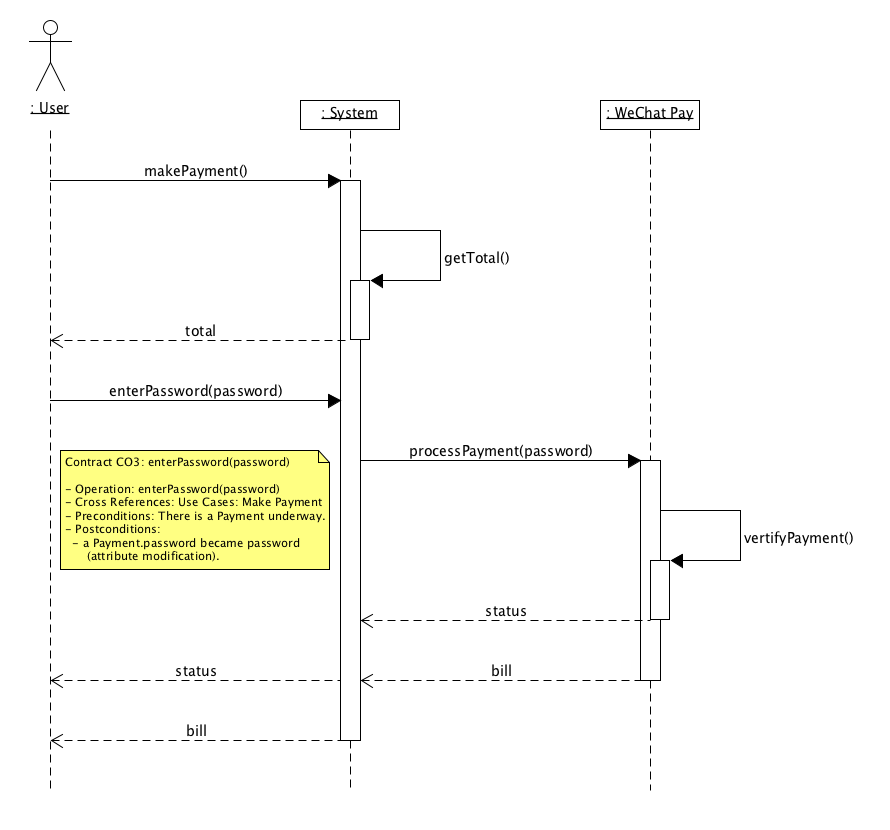 : User
: System
: WeChat Pay
makePayment()
getTotal()
total
enterPassword(password)
processPayment(password)
Contract CO3: enterPassword(password)
- Operation: enterPassword(password)
- Cross References: Use Cases: Make Payment
- Preconditions: There is a Payment underway.
- Postconditions:
- a Payment.password became password
(attribute modification).
vertifyPayment()
status
status
bill
bill